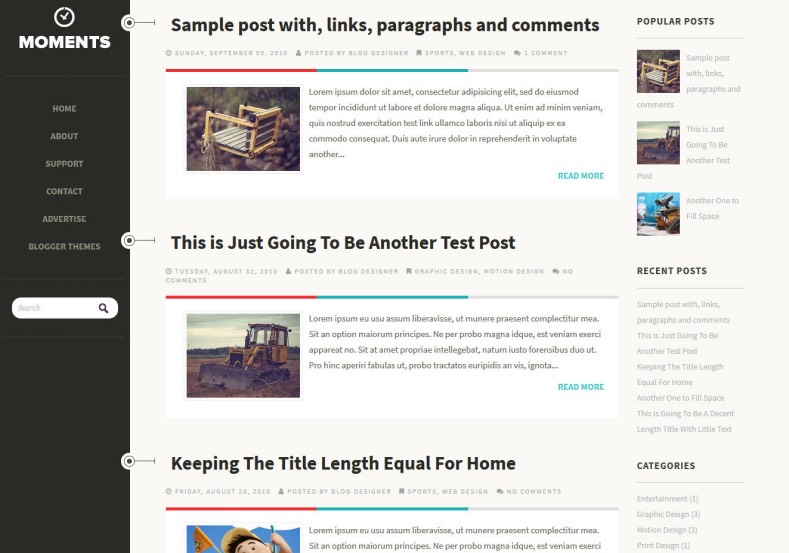 MOMENTS
HOME
ABOUT
SUPPORT
CONTACT
ADVERTISE
BLOGGER THEMES
Search
Sample post with, links, paragraphs and comments
SUNDAY, SEPTEMBER 05, 2010 POSTED BY BLOG DESIGNER SPORTS, WEB DESIGN 1 COMMENT
Lorem ipsum dolor sit amet, consectetur adipisicing elit, sed do eiusmod
tempor incididunt ut labore et dolore magna aliqua. Ut enim ad minim veniam,
quis nostrud exercitation test link ullamco laboris nisi ut aliquip ex ea
commodo consequat. Duis aute irure dolor in reprehenderit in voluptate
another...
READ MORE
This is Just Going To Be Another Test Post
TUESDAY, AUGUST 31, 2010 POSTED BY BLOG DESIGNER GRAPHIC DESIGN, MOTION DESIGN NO
COMMENTS
Lorem ipsum eu usu assum liberavisse, ut munere praesent complectitur mea.
Sit an option maiorum principes. Ne per probo magna idque, est veniam exerci
appareat no. Sit at amet propriae intellegebat, natum iusto forensibus duo ut.
Pro hinc aperiri fabulas ut, probo tractatos euripidis an vis, ignota...
READ MORE
Keeping The Title Length Equal For Home
FRIDAY, AUGUST 20, 2010 POSTED BY BLOG DESIGNER SPORTS, WEB DESIGN NO COMMENTS
Lorem ipsum eu usu assum liberavisse, ut munere praesent complectitur mea.
Sit an option maiorum principes. Ne per probo magna idque, est veniam exerci
POPULAR POSTS
Sample post
with, links,
paragraphs and
comments
This is Just
Going To Be
Another Test
Post
Another One to
Fill Space
RECENT POSTS
Sample post with, links,
paragraphs and comments
This is Just Going To Be
Another Test Post
Keeping The Title Length
Equal For Home
Another One to Fill Space
This Is Going To Be A Decent
Length Title With Little Text
CATEGORIES
Entertainment (1)
Graphic Design (3)
Motion Design (3)
Print Design (1)